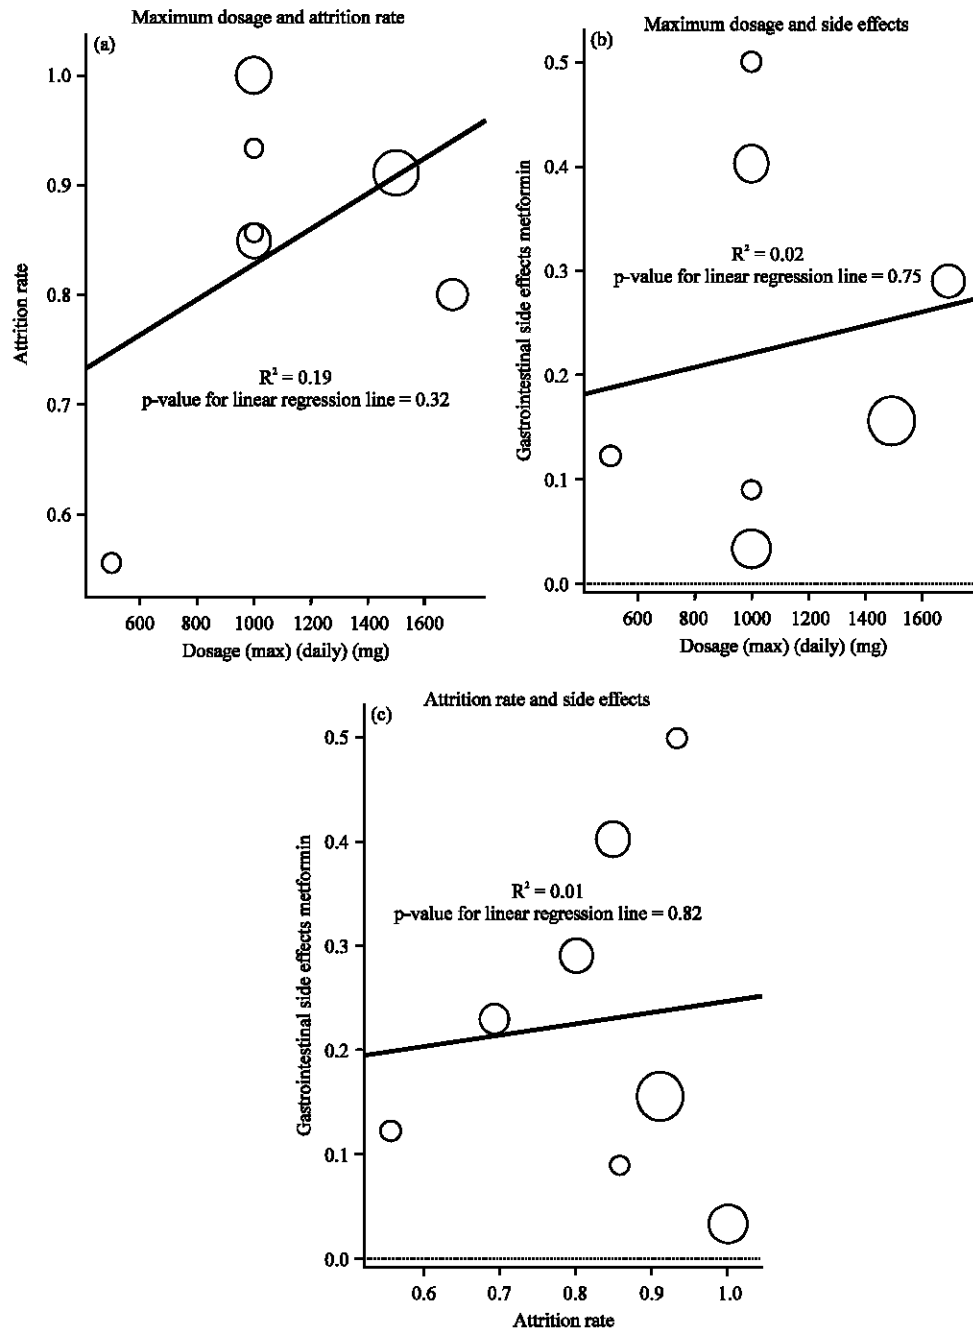 Maximum dosage and attrition rate
(a)
1.0
0.9
0.8
0.7
0.6
Attrition rate
R² = 0.19
p-value for linear regression line = 0.32
600 800 1000 1200 1400 1600
Dosage (max) (daily) (mg)
Maximum dosage and side effects
(b)
0.5
0.4
0.3
0.2
0.1
0.0
Gastrointestinal side effects metformin
R² = 0.02
p-value for linear regression line = 0.75
600 800 1000 1200 1400 1600
Dosage (max) (daily) (mg)
Attrition rate and side effects
(c)
0.5
0.4
0.3
0.2
0.1
0.0
Gastrointestinal side effects metformin
R² = 0.01
p-value for linear regression line = 0.82
0.6 0.7 0.8 0.9 1.0
Attrition rate